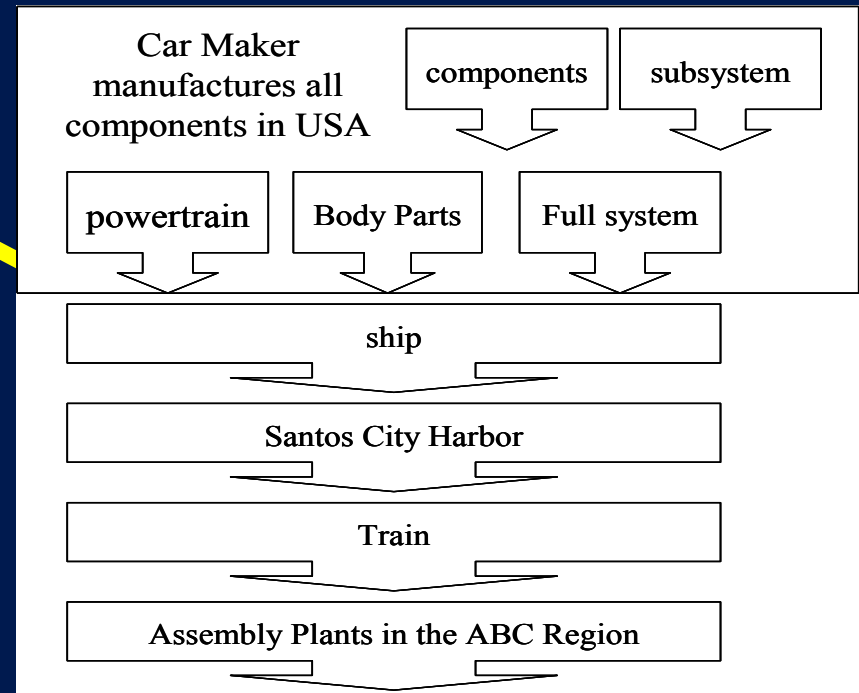 Car Maker
manufactures all
components in USA
components
subsystem
powertrain
Body Parts
Full system
ship
Santos City Harbor
Train
Assembly Plants in the ABC Region